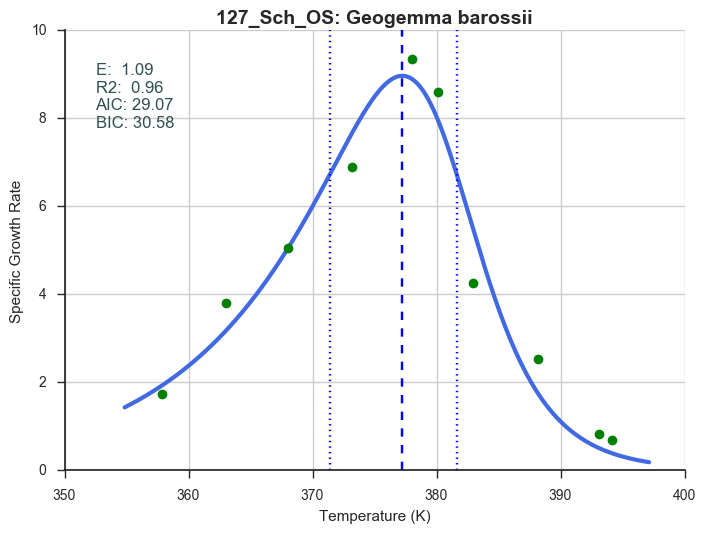 127_Sch_OS: Geogemma barossii
E:  1.09
R2:  0.96
AIC: 29.07
BIC: 30.58
Specific Growth Rate
10
8
6
4
2
0
350 360 370 380 390 400
Temperature (K)